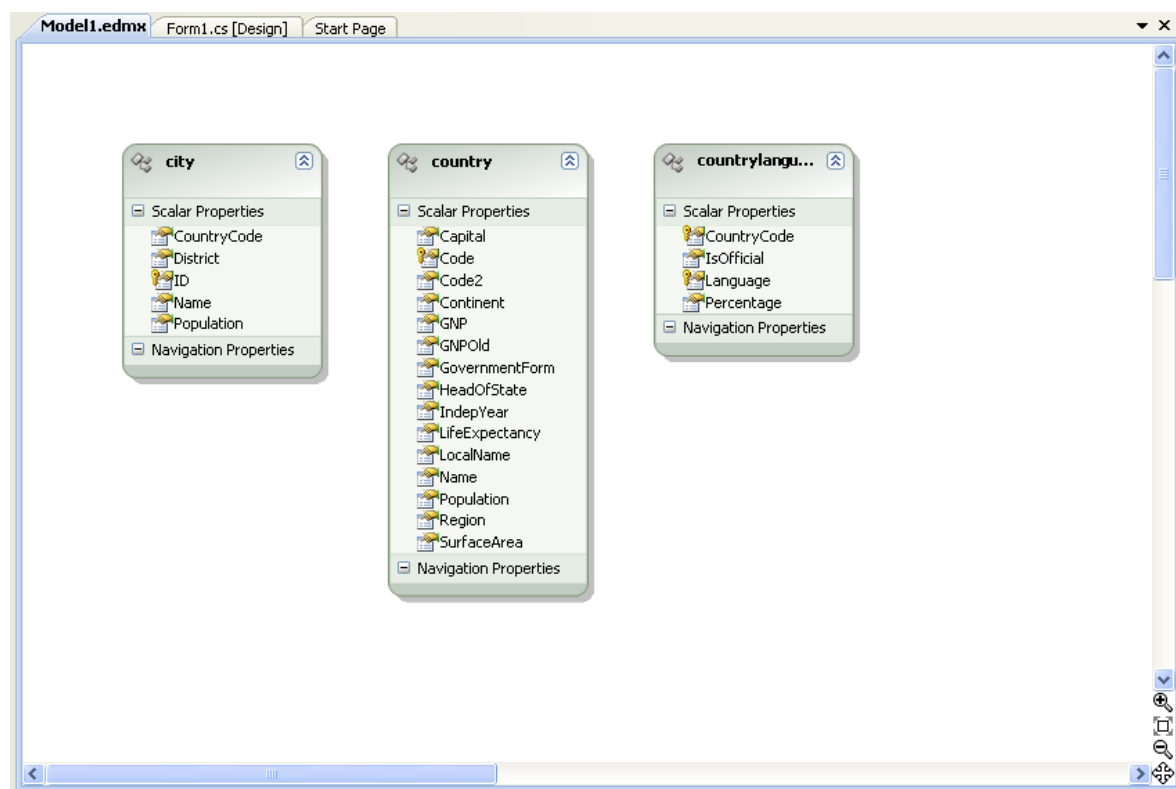 Model1.edmx Form1.cs [Design] Start Page
city
Scalar Properties
CountryCode
District
ID
Name
Population
Navigation Properties
country
Scalar Properties
Capital
Code
Code2
Continent
GNP
GNPOld
GovernmentForm
HeadOfState
IndepYear
LifeExpectancy
LocalName
Name
Population
Region
SurfaceArea
Navigation Properties
countrylangu...
Scalar Properties
CountryCode
IsOfficial
Language
Percentage
Navigation Properties